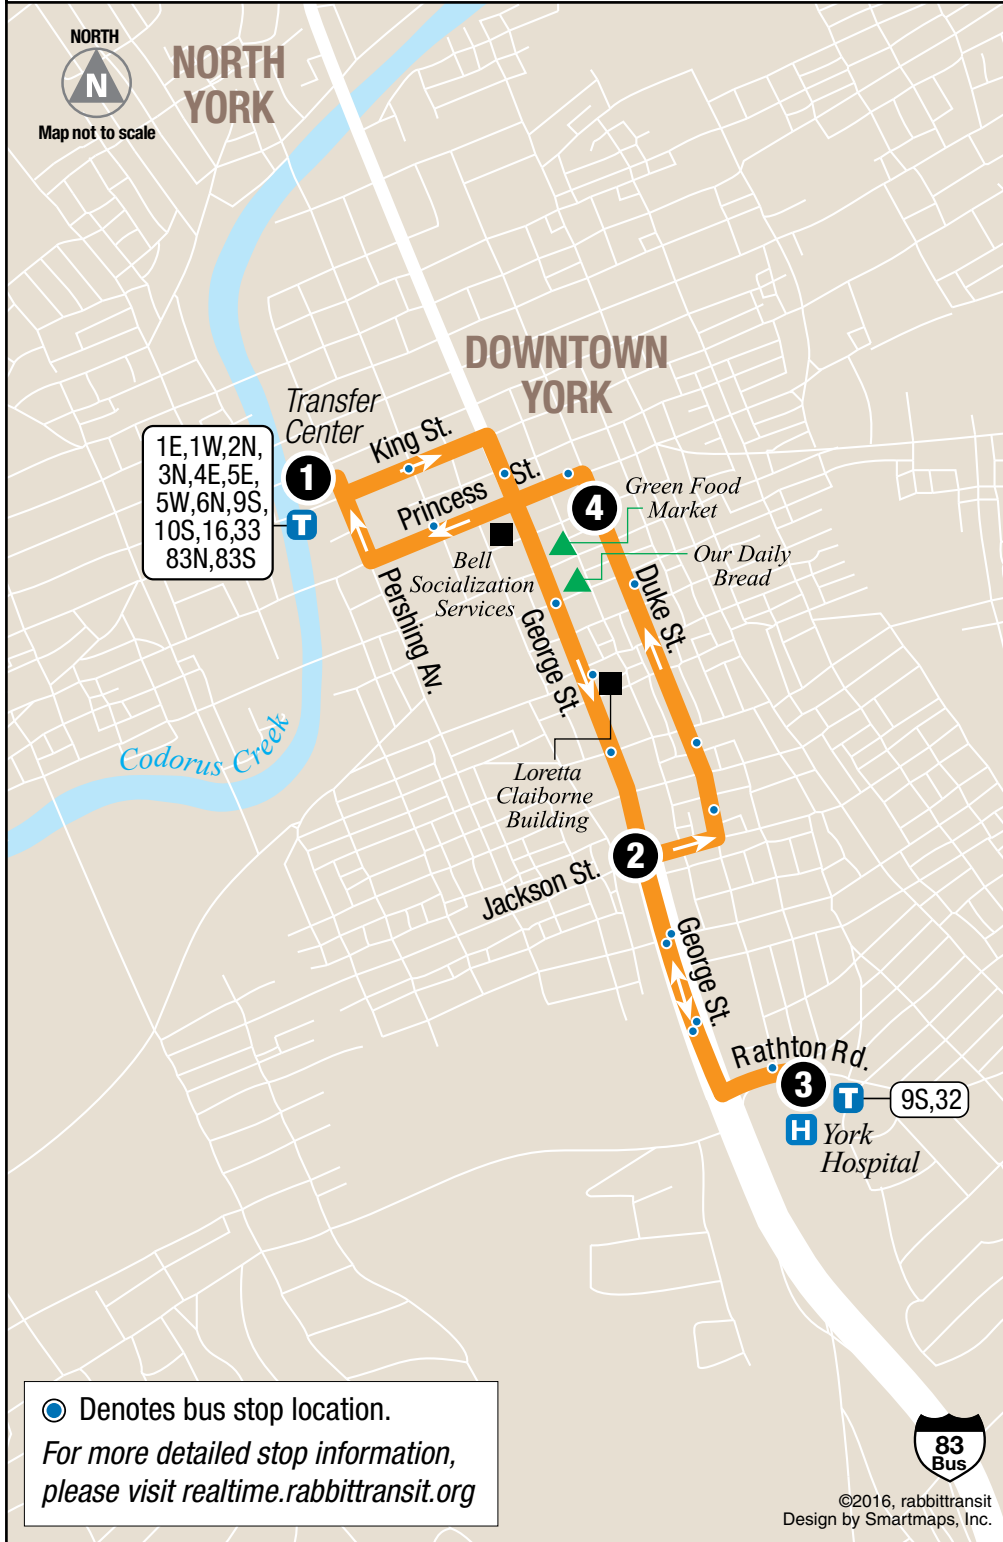 NORTH
N
Map not to scale
NORTH
YORK
DOWNTOWN
YORK
Transfer
Center
1E,1W,2N,
3N,4E,5E,
5W,6N,9S,
10S,16,33
83N,83S
1
T
King St.
Princess St.
4
Green Food
Market
Our Daily
Bread
Bell
Socialization
Services
Pershing Av.
George St.
Duke St.
Codorus Creek
Loretta
Claiborne
Building
2
Jackson St.
George St.
Rathton Rd.
3
T
9S,32
H
York
Hospital
Denotes bus stop location.
For more detailed stop information,
please visit realtime.rabbittransit.org
83
Bus
©2016, rabbittransit
Design by Smartmaps, Inc.